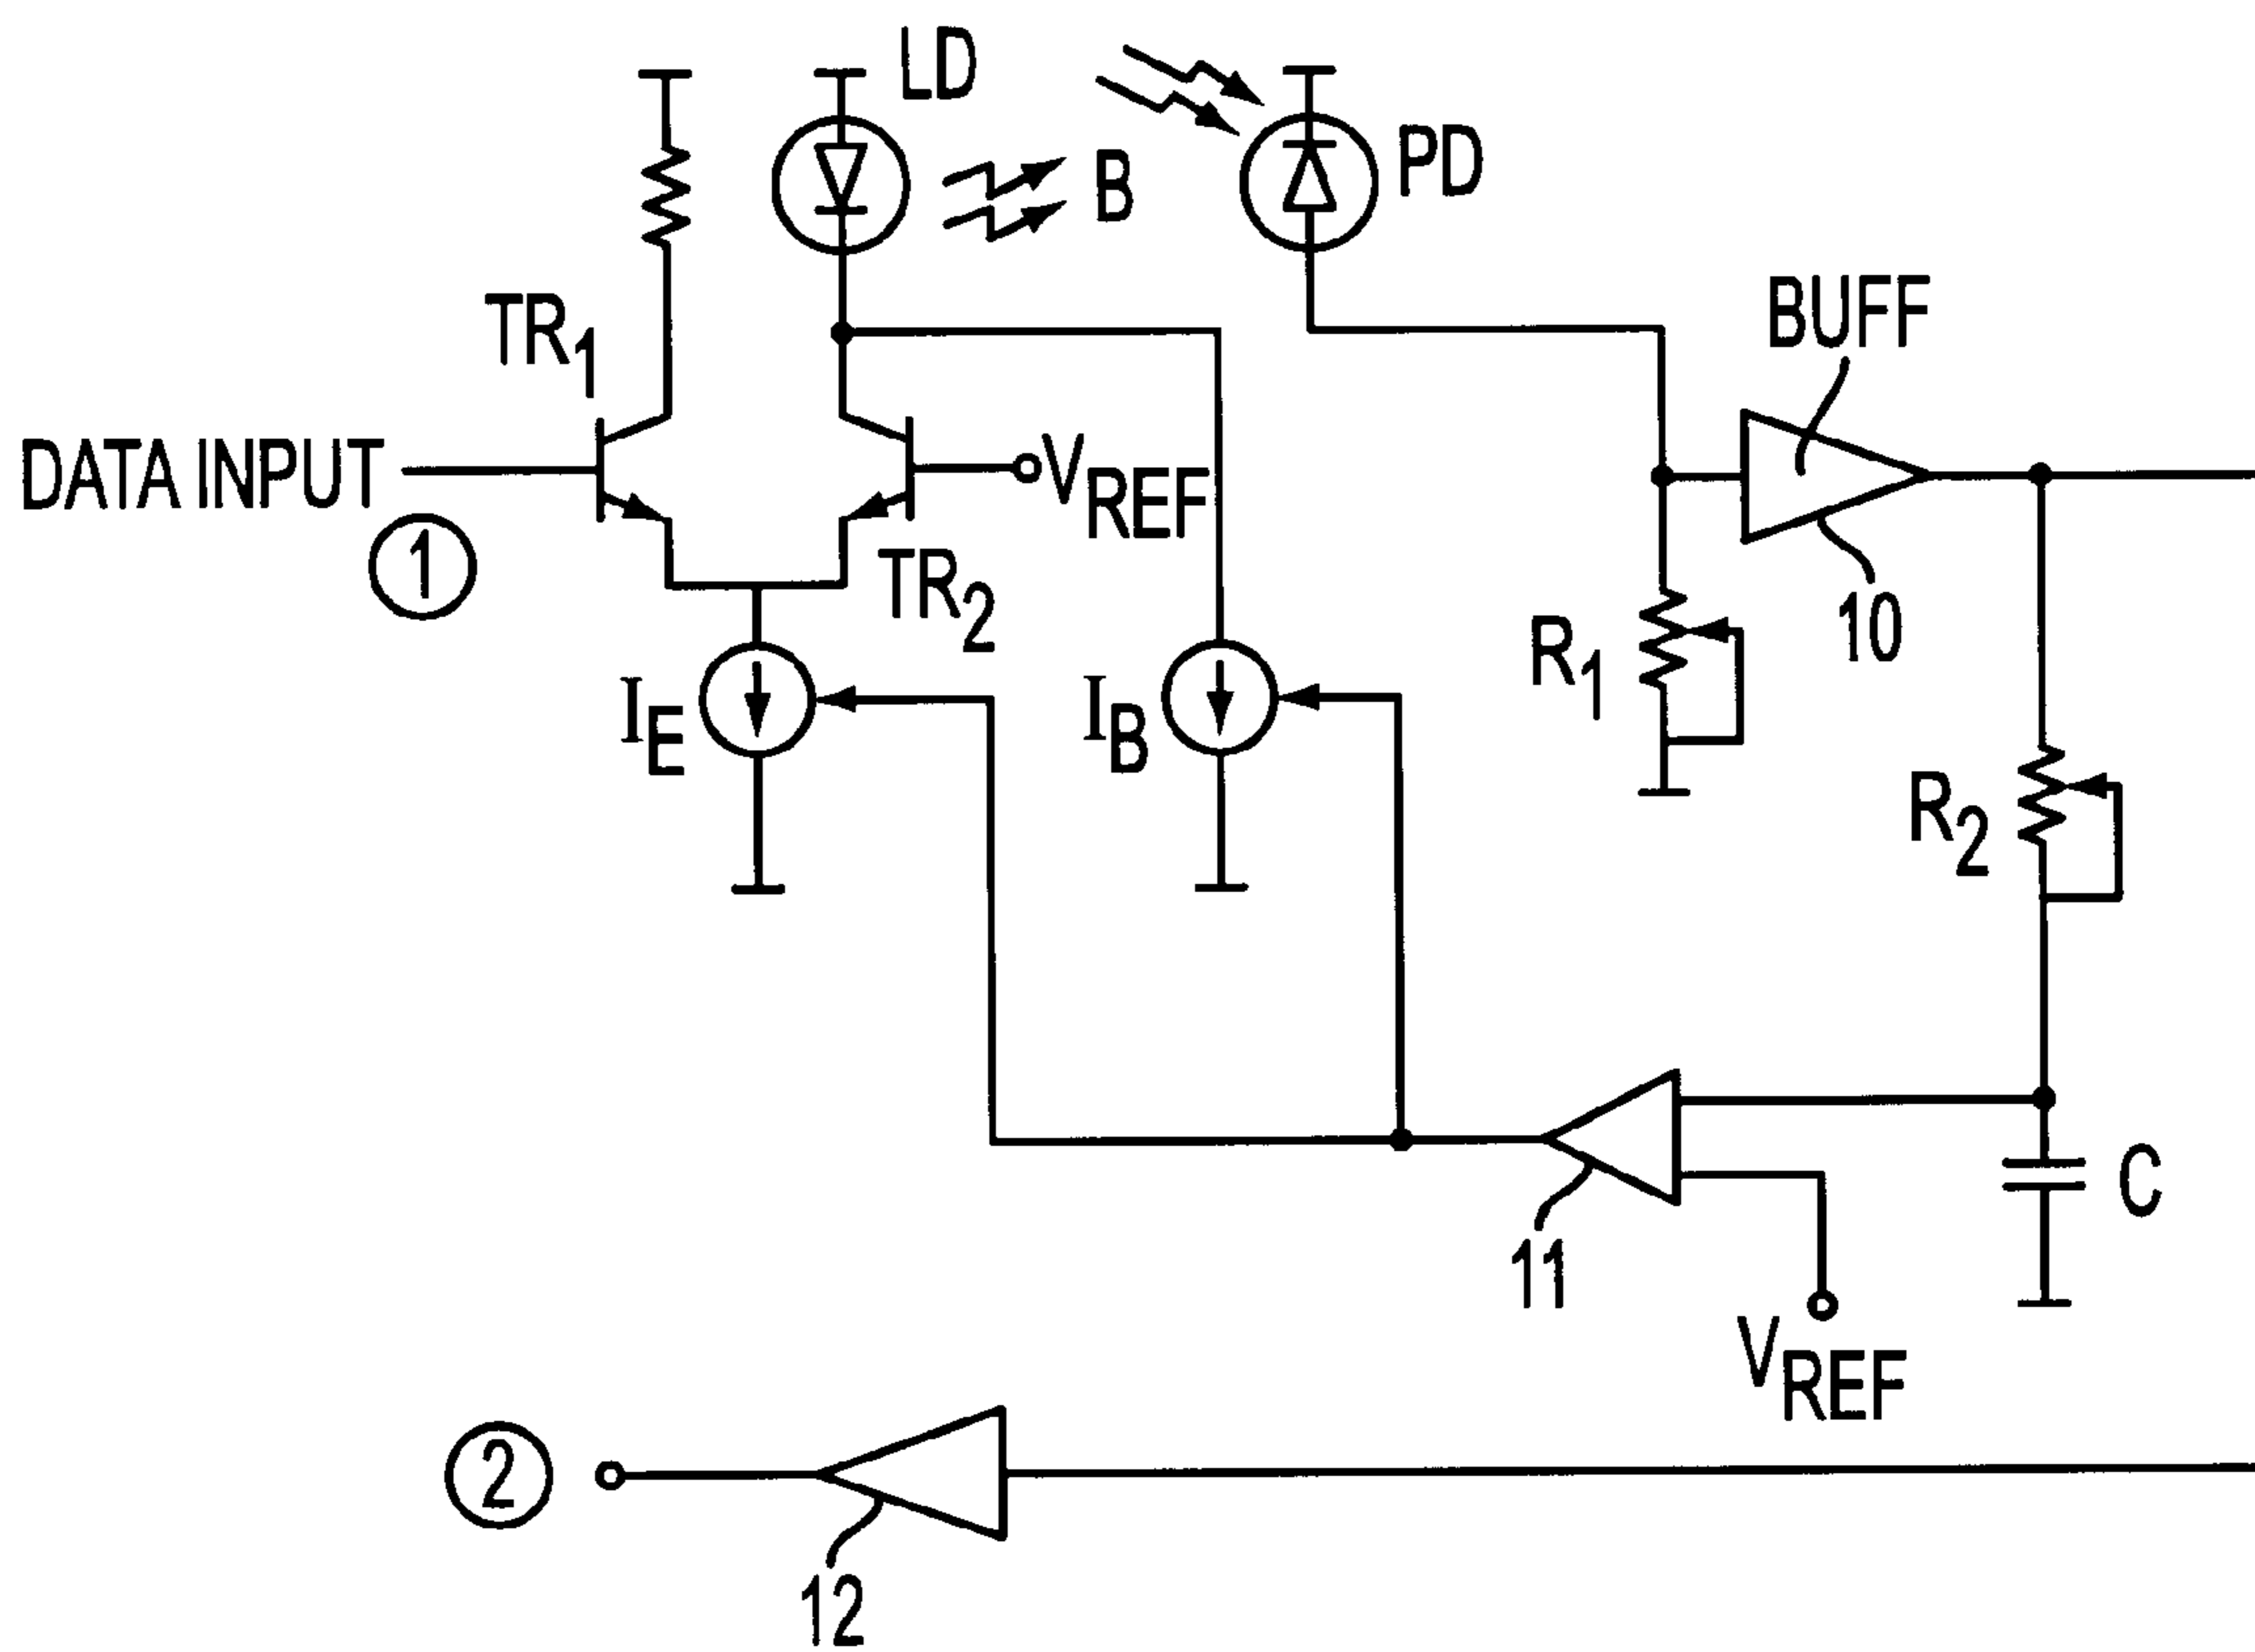 LD
B
PD
BUFF
TR1
DATA INPUT
VREF
1
TR2
10
R1
IE
IB
R2
C
11
VREF
2
12